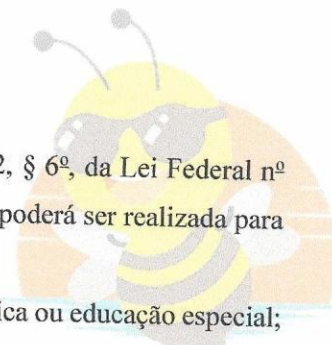 2, § 6º, da Lei Federal nº
poderá ser realizada para
ica ou educação especial;